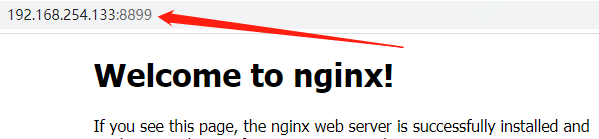 192.168.254.133:8899
Welcome to nginx!
If you see this page, the nginx web server is successfully installed and